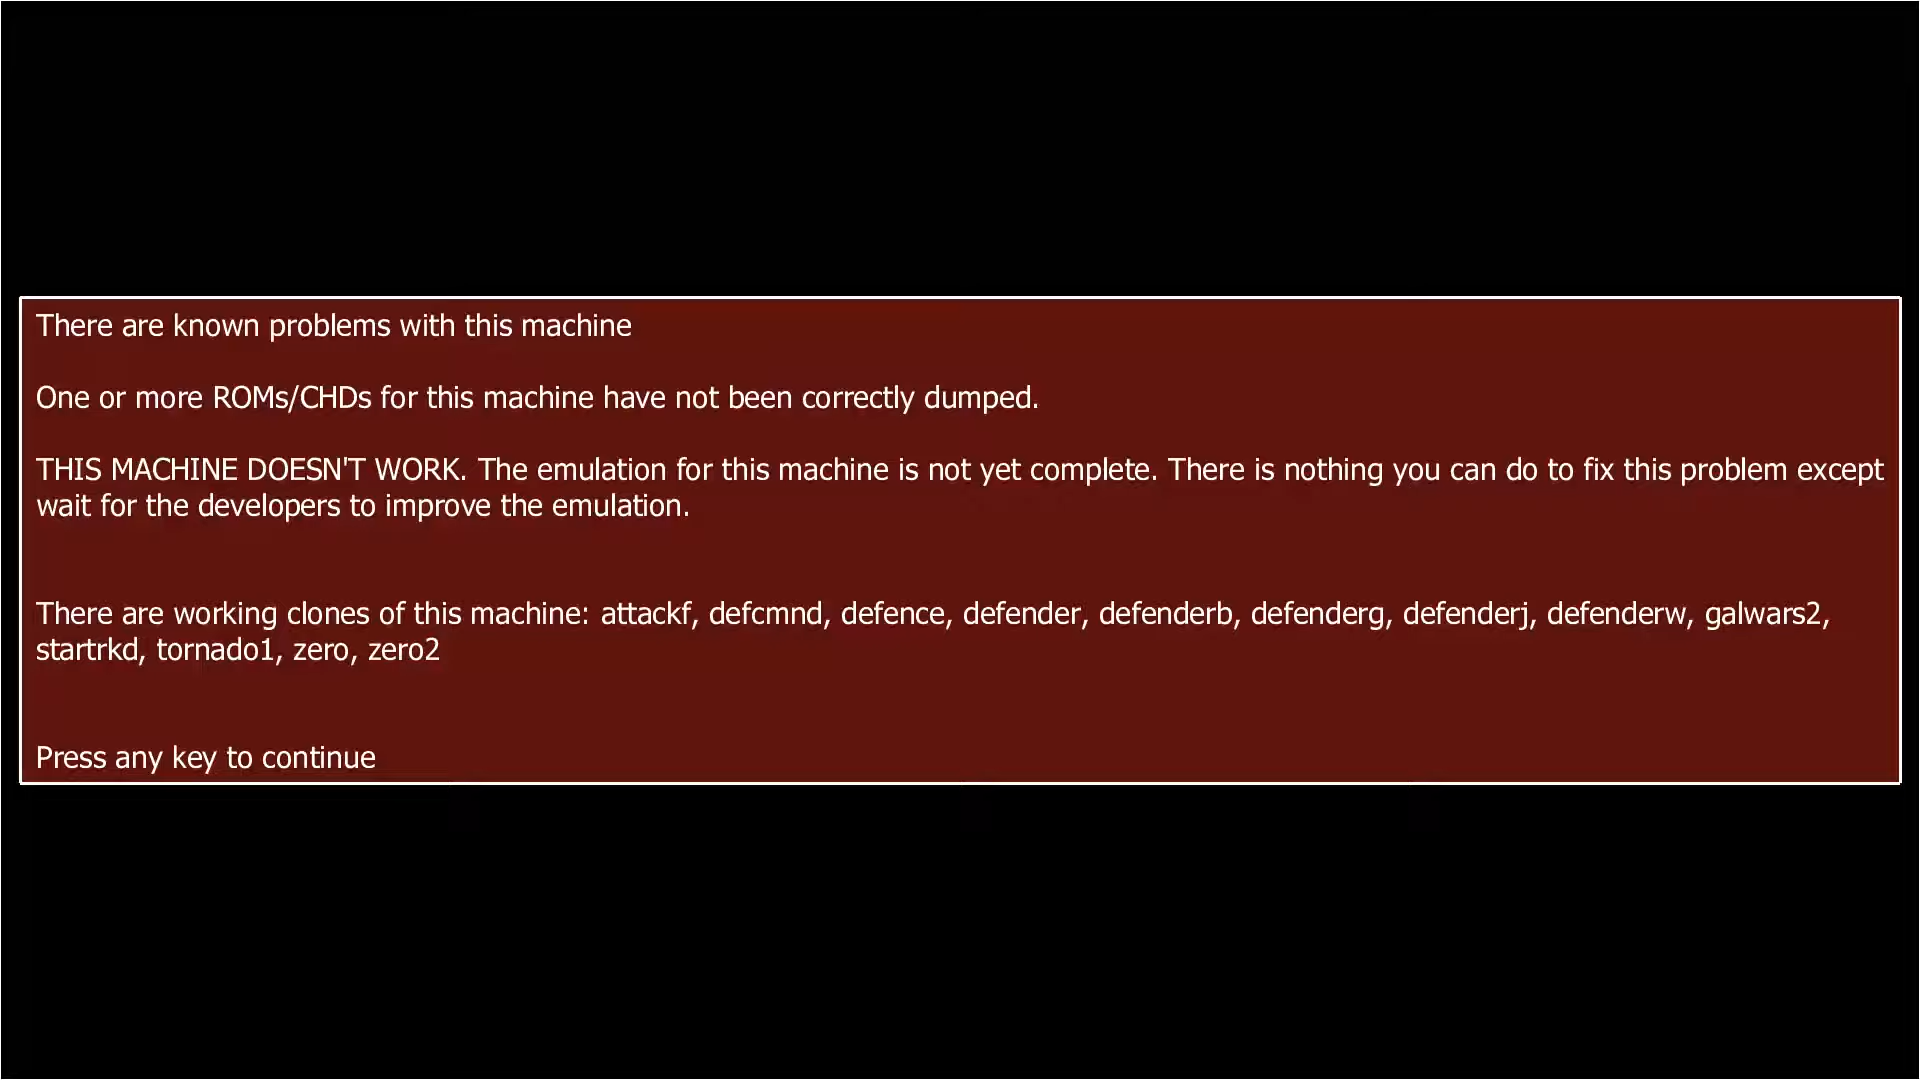 There are known problems with this machine
One or more ROMs/CHDs for this machine have not been correctly dumped.
THIS MACHINE DOESN'T WORK. The emulation for this machine is not yet complete. There is nothing you can do to fix this problem except
wait for the developers to improve the emulation.
There are working clones of this machine: attackf, defcmnd, defence, defender, defenderb, defenderg, defenderj, defenderw, galwars2,
startrkd, tornado1, zero, zero2
Press any key to continue